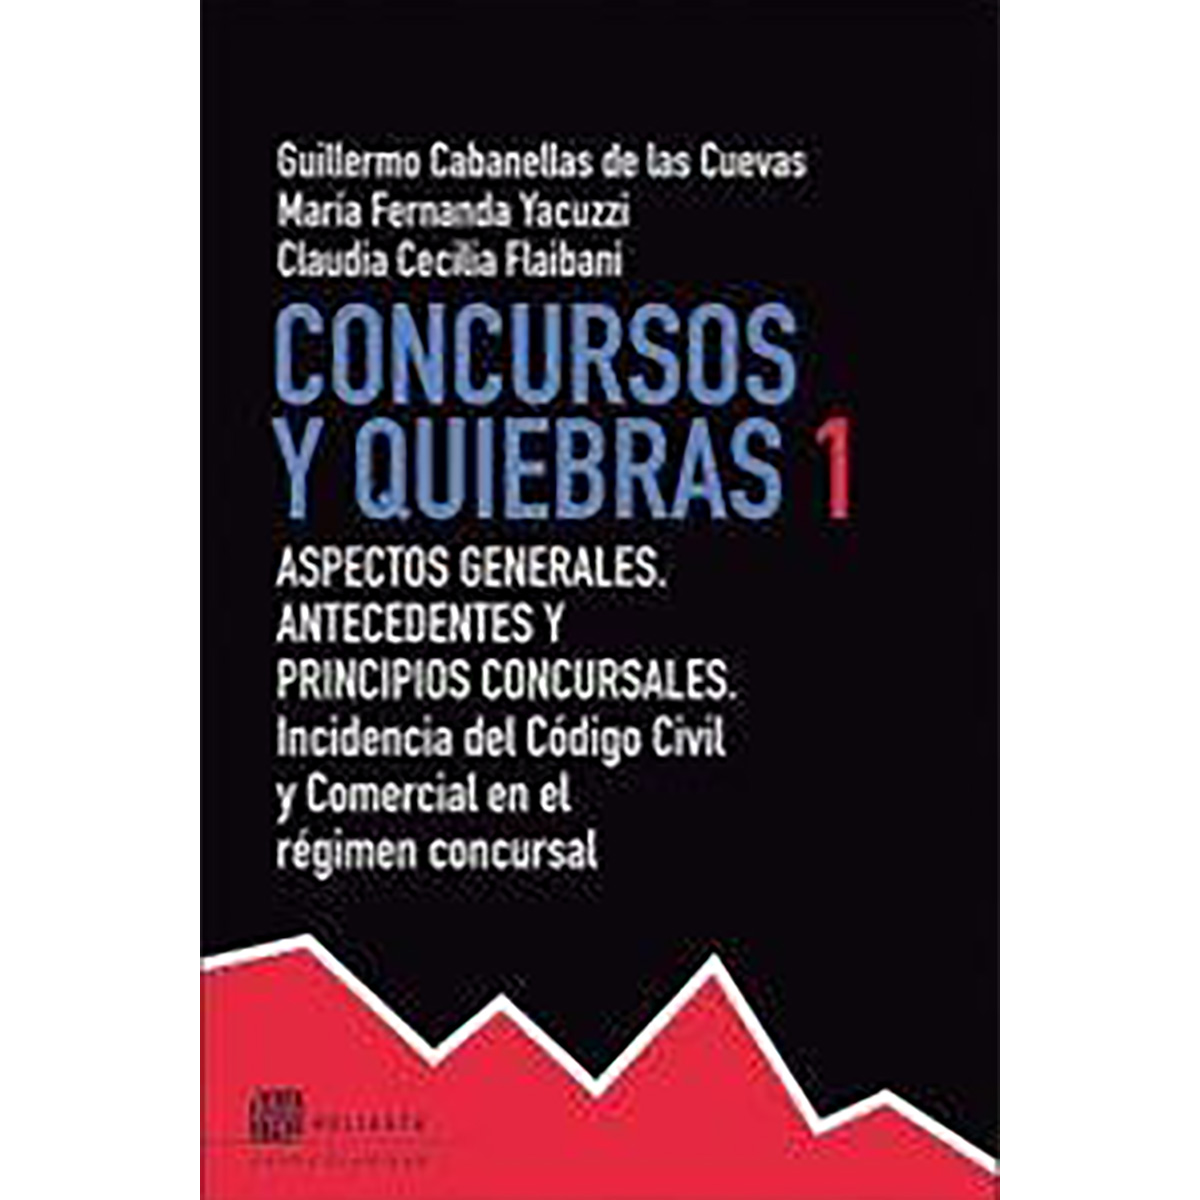 Guillermo Cabanellas de las Cuevas
María Fernanda Yacuzzi
Claudia Cecilia Flaibani
CONCURSOS
Y QUIEBRAS 1
ASPECTOS GENERALES.
ANTECEDENTES Y
PRINCIPIOS CONCURSALES.
Incidencia del Código Civil
y Comercial en el
régimen concursal
HELIASTA